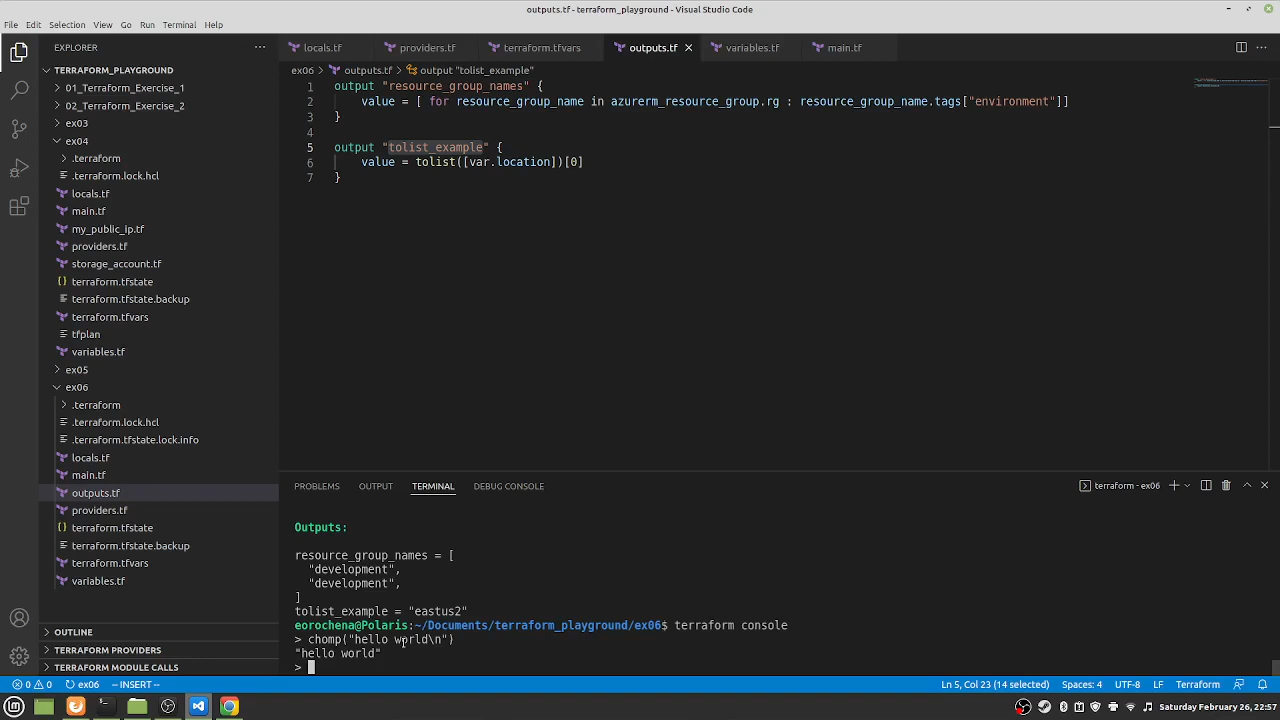 outputs.tf - terraform_playground - Visual Studio Code
File Edit Selection View Go Run Terminal Help
EXPLORER
locals.tf providers.tf terraform.tfvars outputs.tf variables.tf main.tf
TERRAFORM_PLAYGROUND
01_Terraform_Exercise_1
02_Terraform_Exercise_2
ex03
ex04
.terraform
.terraform.lock.hcl
locals.tf
main.tf
my_public_ip.tf
providers.tf
storage_account.tf
terraform.tfstate
terraform.tfstate.backup
terraform.tfvars
tfplan
variables.tf
ex05
ex06
.terraform
.terraform.lock.hcl
.terraform.tfstate.lock.info
locals.tf
main.tf
outputs.tf
providers.tf
terraform.tfstate
terraform.tfstate.backup
terraform.tfvars
variables.tf
OUTLINE
TERRAFORM PROVIDERS
TERRAFORM MODULE CALLS
ex06 > outputs.tf > output "tolist_example"
1 output "resource_group_names" {
2 value = [ for resource_group_name in azurerm_resource_group.rg : resource_group_name.tags["environment"]]
3 }
4
5 output "tolist_example" {
6 value = tolist([var.location])[0]
7 }
PROBLEMS OUTPUT TERMINAL DEBUG CONSOLE
terraform - ex06
Outputs:
resource_group_names = [
"development",
"development",
]
tolist_example = "eastus2"
eorochena@Polaris:~/Documents/terraform_playground/ex06$ terraform console
> chomp("hello world\n")
"hello world"
>
0 0 ex06 -- INSERT -- Ln 5, Col 23 (14 selected) Spaces: 4 UTF-8 LF Terraform
Saturday February 26, 22:57